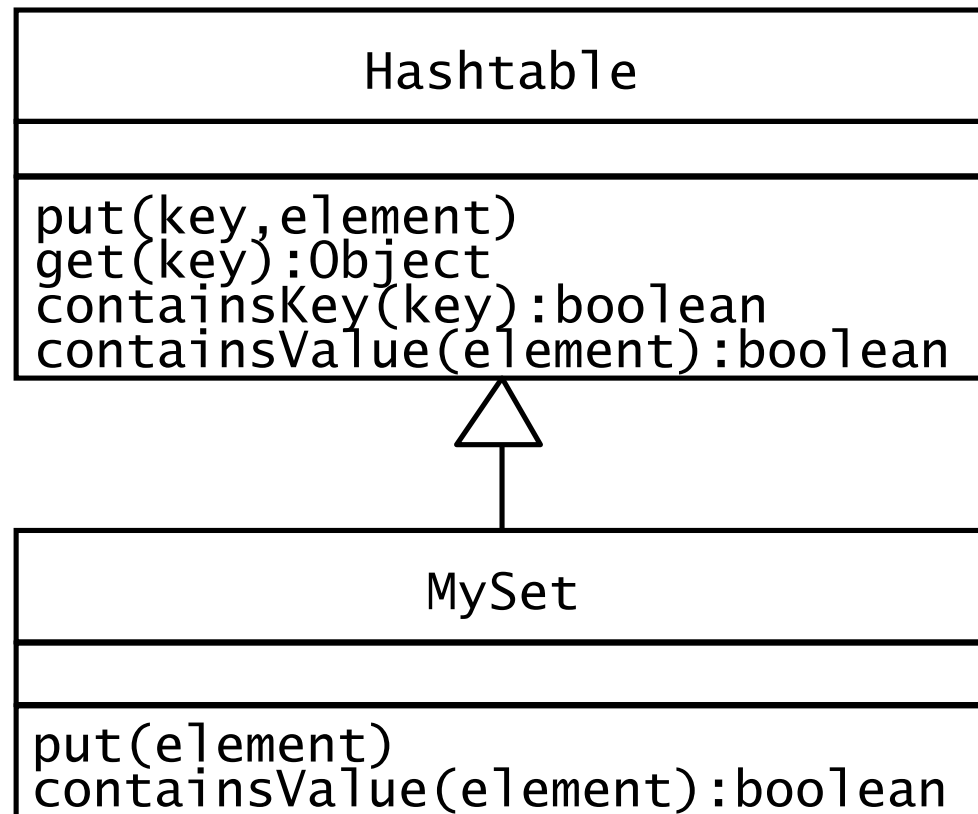 Hashtable
put(key,element)
get(key):Object
containsKey(key):boolean
containsValue(element):boolean
MySet
put(element)
containsValue(element):boolean